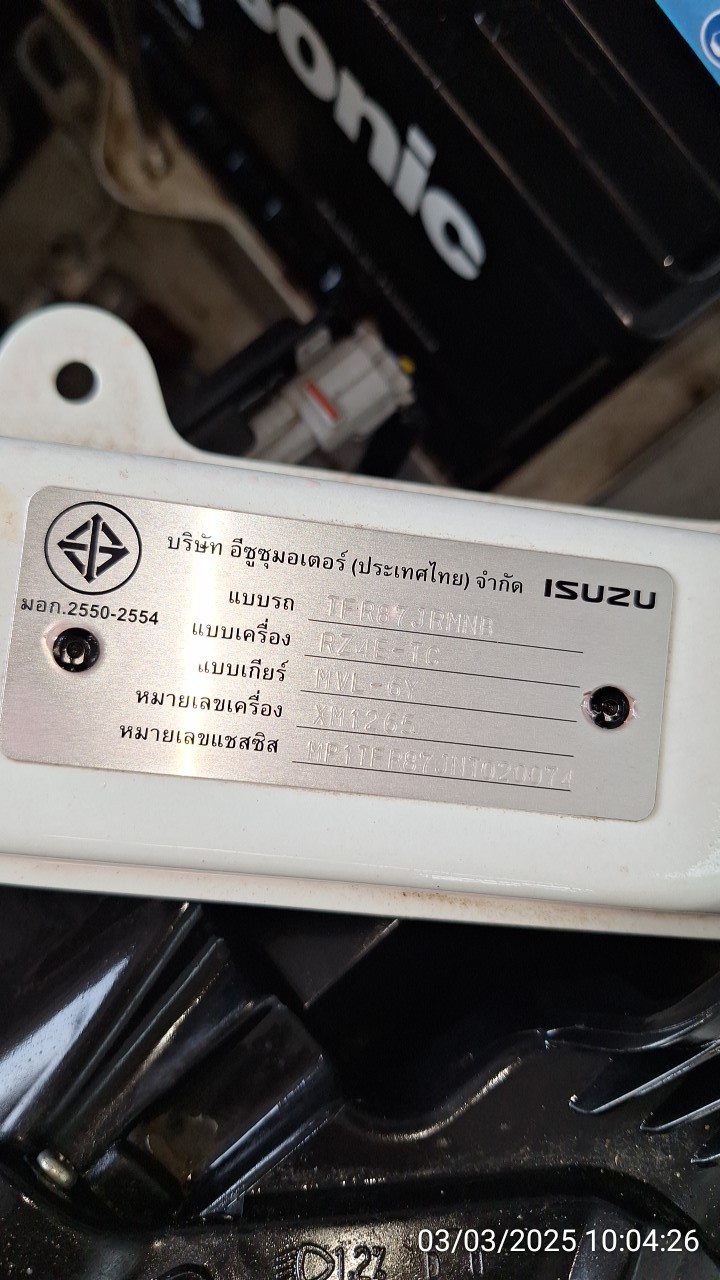 sonic
บริษัท อีซูซุมอเตอร์ (ประเทศไทย) จำกัด ISUZU
มอก.2550-2554
แบบรถ TFR87JRMNB
แบบเครื่อง RZ4E-TC
แบบเกียร์ MVL-6Y
หมายเลขเครื่อง XM1265
หมายเลขแชสซิส MP1TFR87JNT020074
1.27
03/03/2025 10:04:26